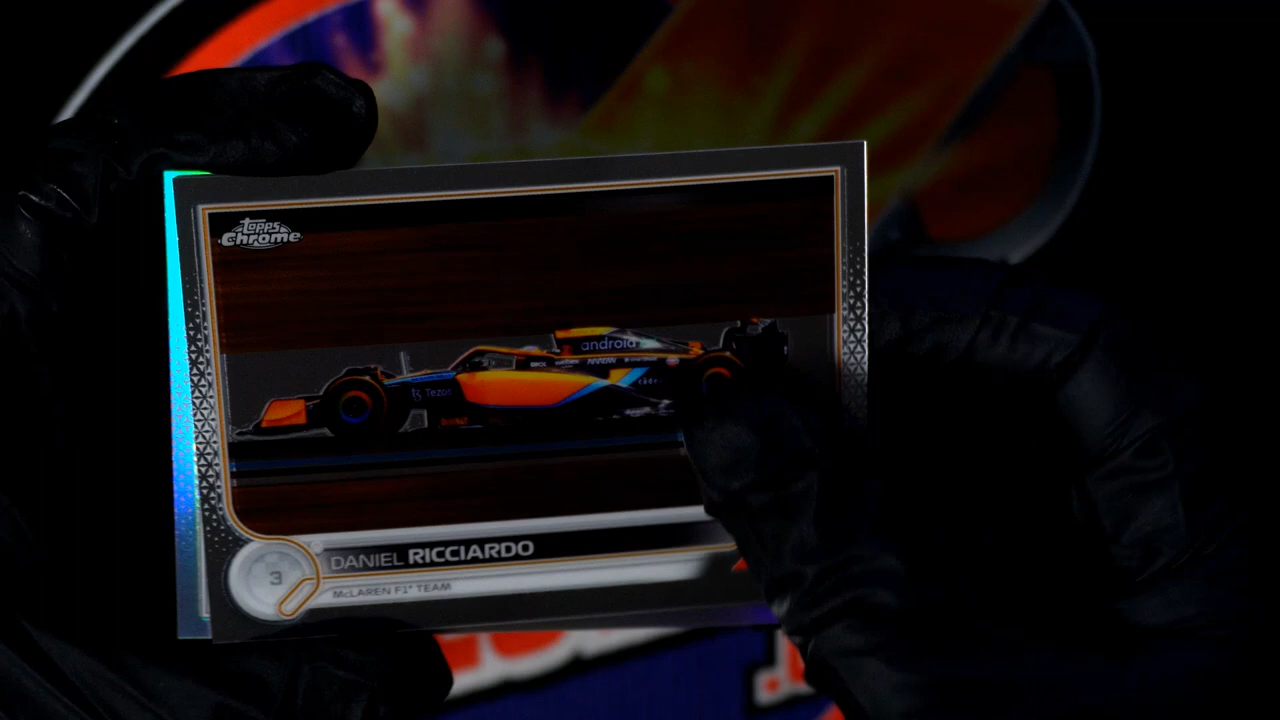 Topps
Chrome
android
Tezos
DANIEL RICCIARDO
3
McLAREN F1® TEAM